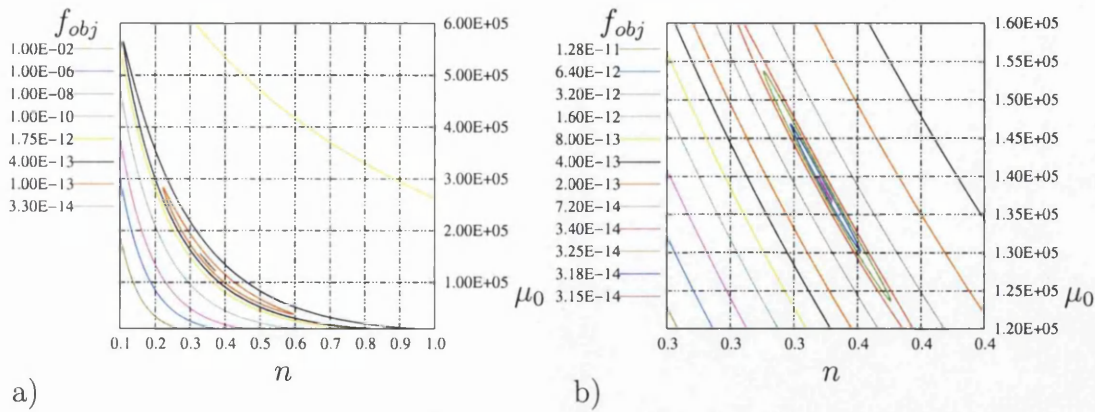 f_obj
1.00E-02
1.00E-06
1.00E-08
1.00E-10
1.75E-12
4.00E-13
1.00E-13
3.30E-14
6.00E+05
5.00E+05
4.00E+05
3.00E+05
2.00E+05
1.00E+05
μ_0
0.1 0.2 0.3 0.4 0.5 0.6 0.7 0.8 0.9 1.0
n
a)
f_obj
1.28E-11
6.40E-12
3.20E-12
1.60E-12
8.00E-13
4.00E-13
2.00E-13
7.20E-14
3.40E-14
3.25E-14
3.18E-14
3.15E-14
1.60E+05
1.55E+05
1.50E+05
1.45E+05
1.40E+05
1.35E+05
1.30E+05
1.25E+05
1.20E+05
μ_0
0.3 0.3 0.3 0.4 0.4 0.4
n
b)